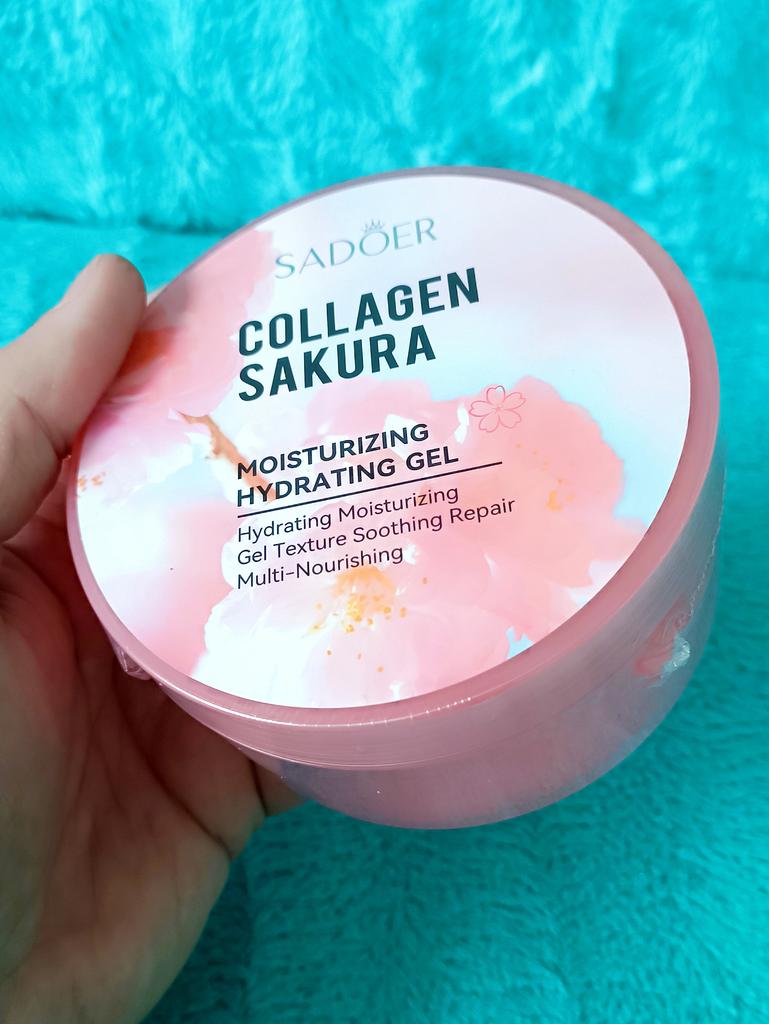 SADOER
COLLAGEN
SAKURA
MOISTURIZING
HYDRATING GEL
Hydrating Moisturizing
Gel Texture Soothing Repair
Multi-Nourishing